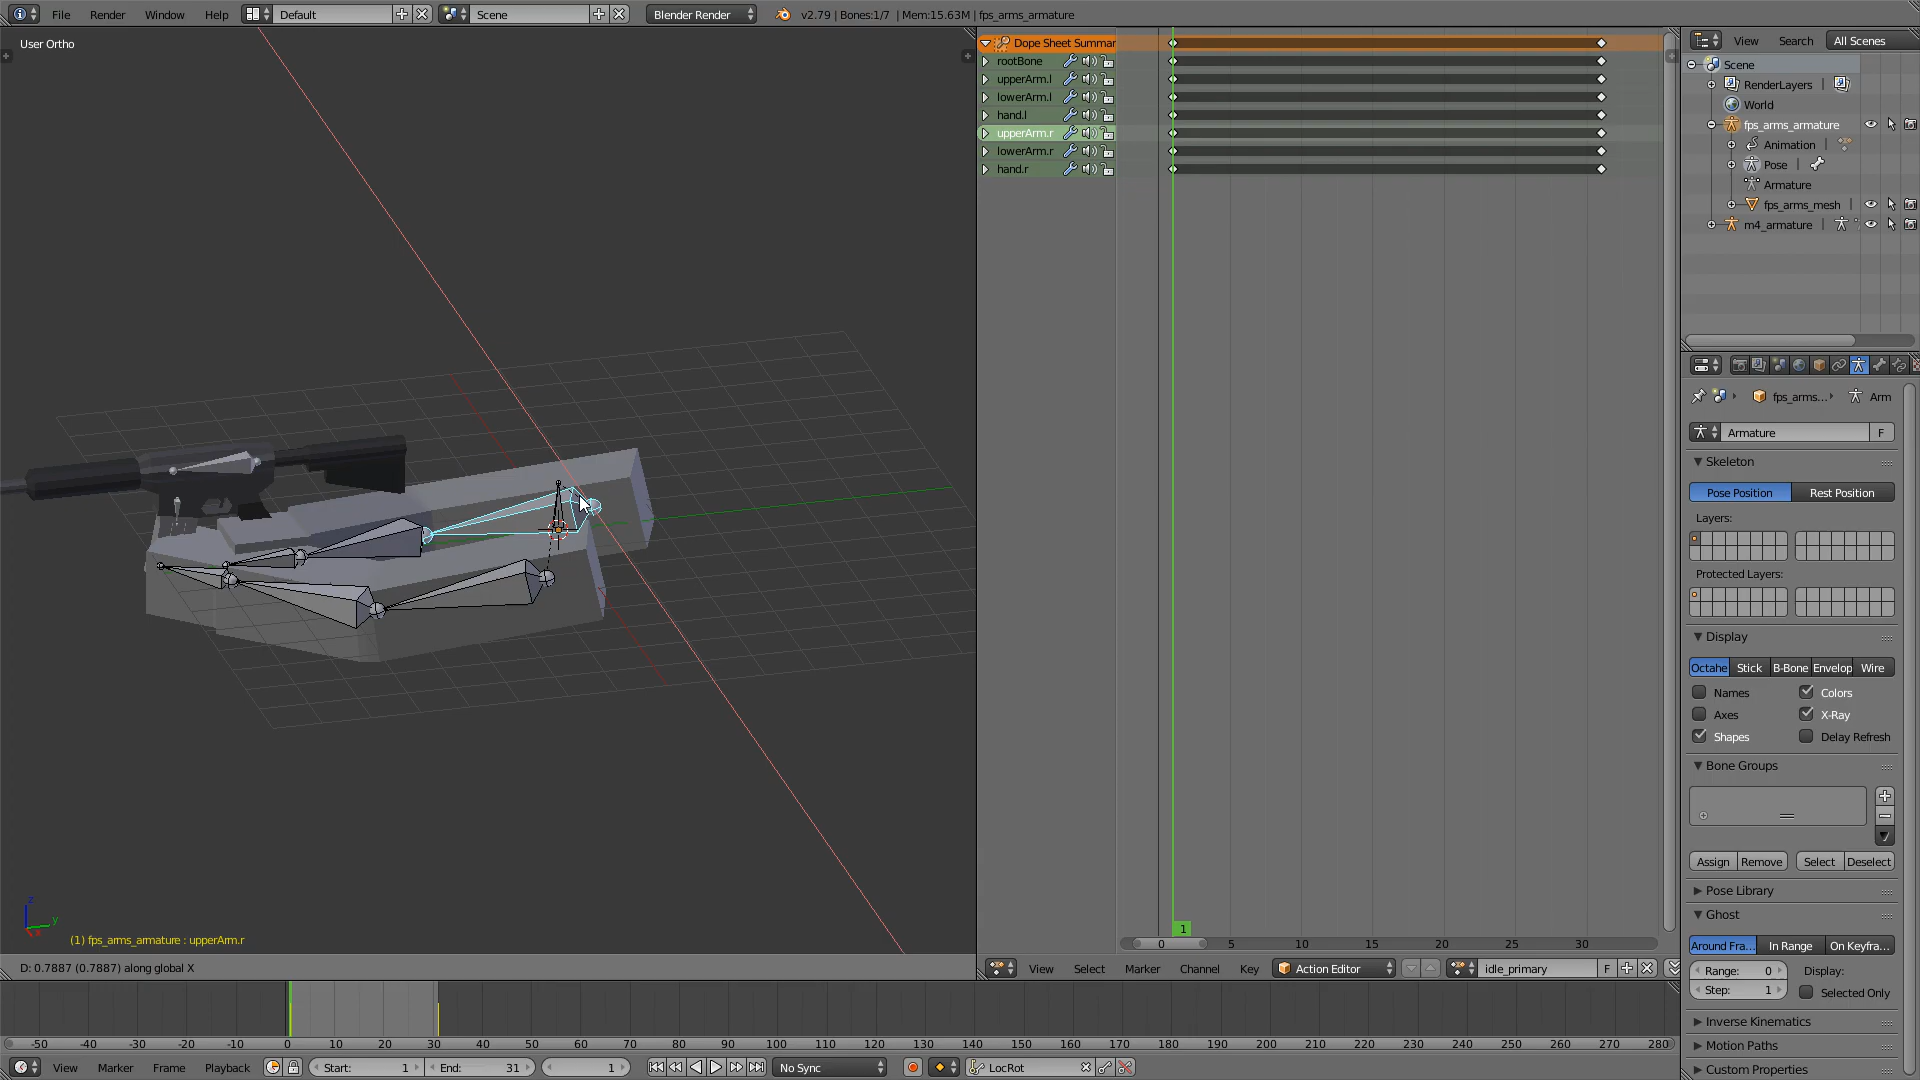 File Render Window Help Default Scene Blender Render v2.79 | Bones:1/7 | Mem:15.63M | fps_arms_armature
User Ortho
Dope Sheet Summar
rootBone
upperArm.l
lowerArm.l
hand.l
upperArm.r
lowerArm.r
hand.r
View Search All Scenes
Scene
RenderLayers
World
fps_arms_armature
Animation
Pose
Armature
fps_arms_mesh
m4_armature
fps_arms... Arm
Armature F
Skeleton
Pose Position Rest Position
Layers:
Protected Layers:
Display
Octahe Stick B-Bone Envelop Wire
Names Colors
Axes X-Ray
Shapes Delay Refresh
Bone Groups
Assign Remove Select Deselect
Pose Library
Ghost
Around Fra... In Range On Keyfra...
Range: 0 Display:
Step: 1 Selected Only
Inverse Kinematics
Motion Paths
Custom Properties
z
y
(1) fps_arms_armature : upperArm.r
D: 0.7887 (0.7887) along global X
1
0 5 10 15 20 25 30
View Select Marker Channel Key Action Editor idle_primary F
-50 -40 -30 -20 -10 0 10 20 30 40 50 60 70 80 90 100 110 120 130 140 150 160 170 180 190 200 210 220 230 240 250 260 270 280
View Marker Frame Playback Start: 1 End: 31 1 No Sync LocRot